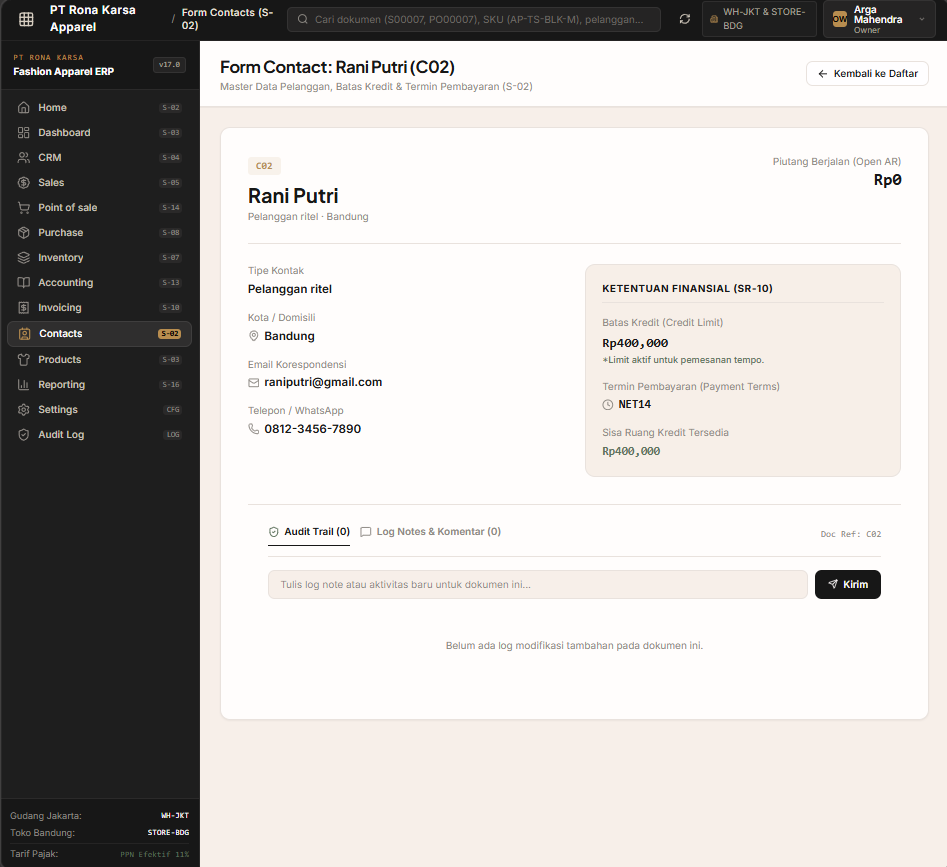 PT Rona Karsa
Apparel
/
Form Contacts (S-
02)
Cari dokumen (S00007, PO00007), SKU (AP-TS-BLK-M), pelanggan...
WH-JKT & STORE-
BDG
OW
Arga
Mahendra
Owner
PT RONA KARSA
Fashion Apparel ERP
v17.0
Home S-02
Dashboard S-03
CRM S-04
Sales S-05
Point of sale S-14
Purchase S-08
Inventory S-07
Accounting S-13
Invoicing S-10
Contacts S-02
Products S-03
Reporting S-16
Settings CFG
Audit Log LOG
Gudang Jakarta: WH-JKT
Toko Bandung: STORE-BDG
Tarif Pajak: PPN Efektif 11%
Form Contact: Rani Putri (C02)
Master Data Pelanggan, Batas Kredit & Termin Pembayaran (S-02)
Kembali ke Daftar
C02
Rani Putri
Pelanggan ritel · Bandung
Piutang Berjalan (Open AR)
Rp0
Tipe Kontak
Pelanggan ritel
Kota / Domisili
Bandung
Email Korespondensi
raniputri@gmail.com
Telepon / WhatsApp
0812-3456-7890
KETENTUAN FINANSIAL (SR-10)
Batas Kredit (Credit Limit)
Rp400,000
*Limit aktif untuk pemesanan tempo.
Termin Pembayaran (Payment Terms)
NET14
Sisa Ruang Kredit Tersedia
Rp400,000
Audit Trail (0) Log Notes & Komentar (0) Doc Ref: C02
Tulis log note atau aktivitas baru untuk dokumen ini...
Kirim
Belum ada log modifikasi tambahan pada dokumen ini.